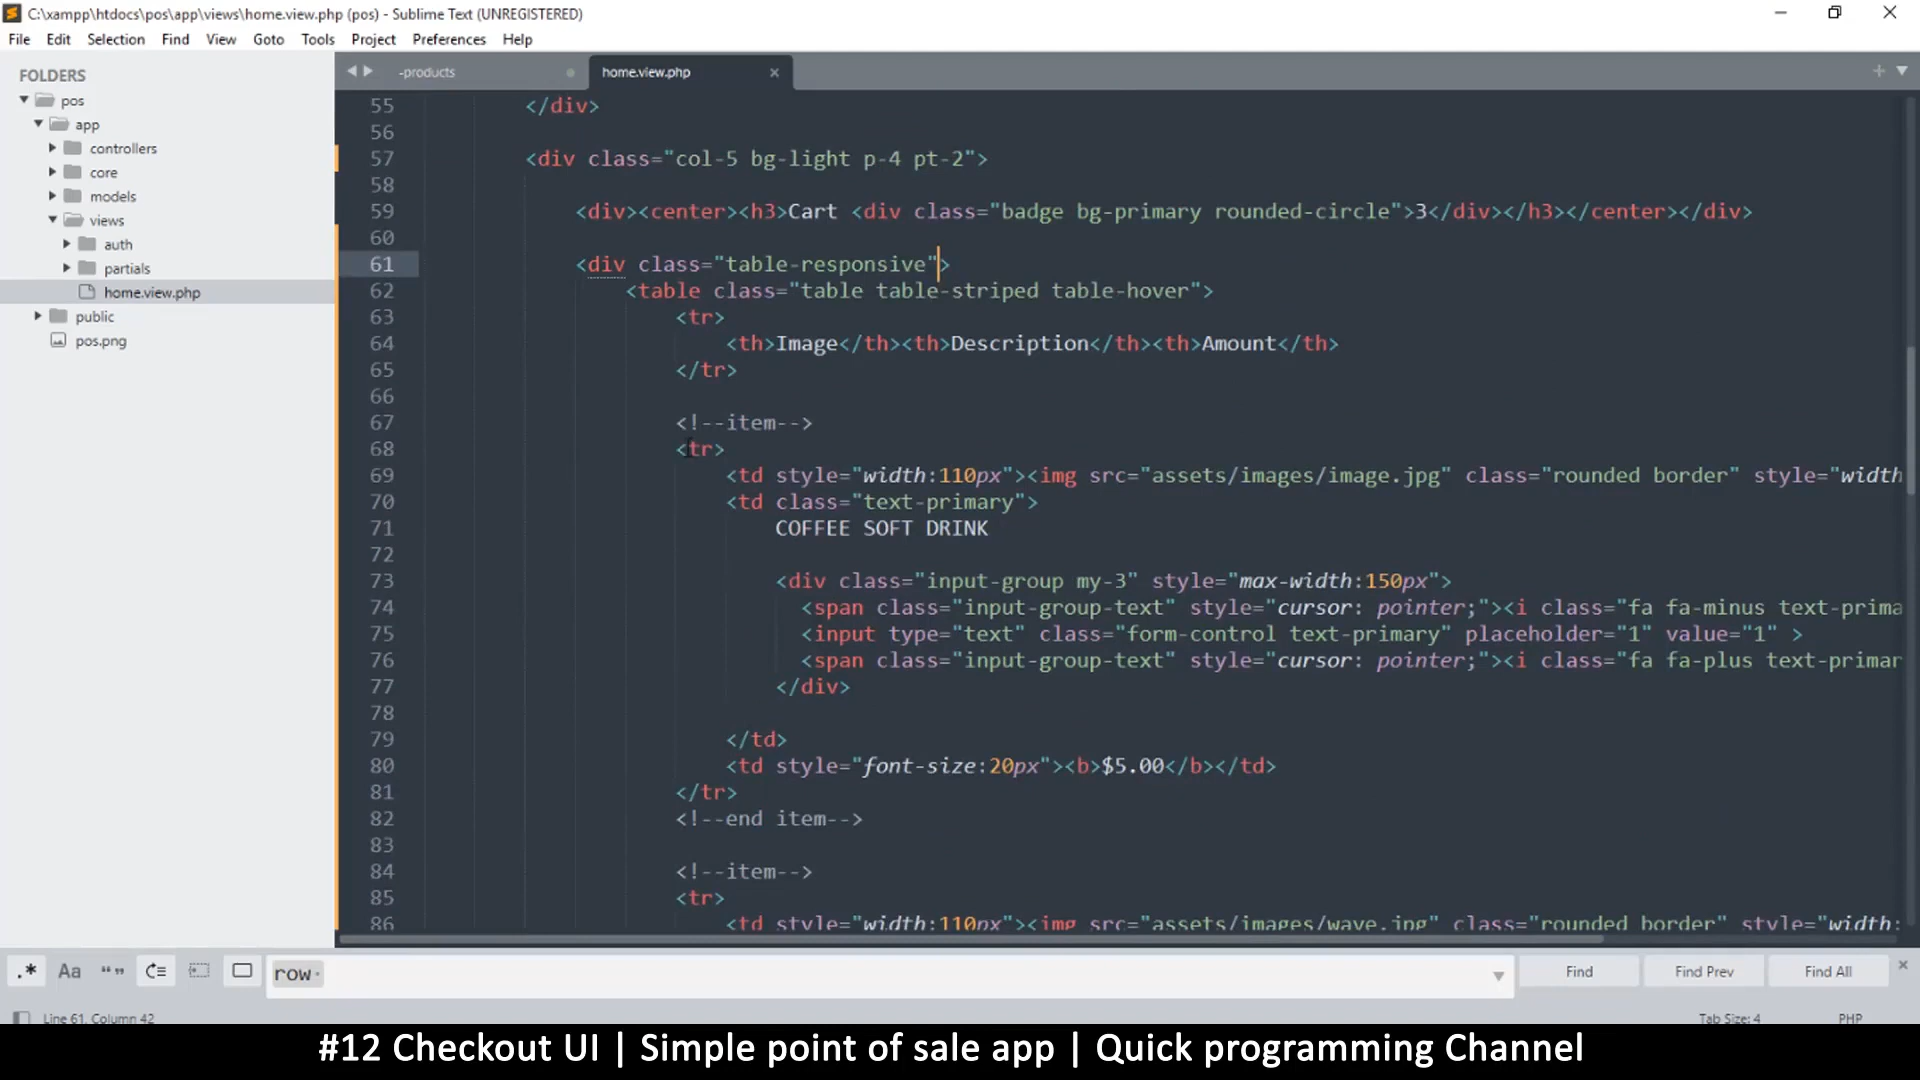 C:\xampp\htdocs\pos\app\views\home.view.php (pos) - Sublime Text (UNREGISTERED)
File Edit Selection Find View Goto Tools Project Preferences Help
FOLDERS
pos
app
controllers
core
models
views
auth
partials
home.view.php
public
pos.png
-products
home.view.php
55 </div>
56
57 <div class="col-5 bg-light p-4 pt-2">
58
59 <div><center><h3>Cart <div class="badge bg-primary rounded-circle">3</div></h3></center></div>
60
61 <div class="table-responsive">
62 <table class="table table-striped table-hover">
63 <tr>
64 <th>Image</th><th>Description</th><th>Amount</th>
65 </tr>
66
67 <!--item-->
68 <tr>
69 <td style="width:110px"><img src="assets/images/image.jpg" class="rounded border" style="width
70 <td class="text-primary">
71 COFFEE SOFT DRINK
72
73 <div class="input-group my-3" style="max-width:150px">
74 <span class="input-group-text" style="cursor: pointer;"><i class="fa fa-minus text-prima
75 <input type="text" class="form-control text-primary" placeholder="1" value="1" >
76 <span class="input-group-text" style="cursor: pointer;"><i class="fa fa-plus text-primar
77 </div>
78
79 </td>
80 <td style="font-size:20px"><b>$5.00</b></td>
81 </tr>
82 <!--end item-->
83
84 <!--item-->
85 <tr>
86 <td style="width:110px"><img src="assets/images/wave.jpg" class="rounded border" style="width:
.* Aa “” row Find Find Prev Find All
Line 61, Column 42 Tab Size: 4 PHP
#12 Checkout UI | Simple point of sale app | Quick programming Channel